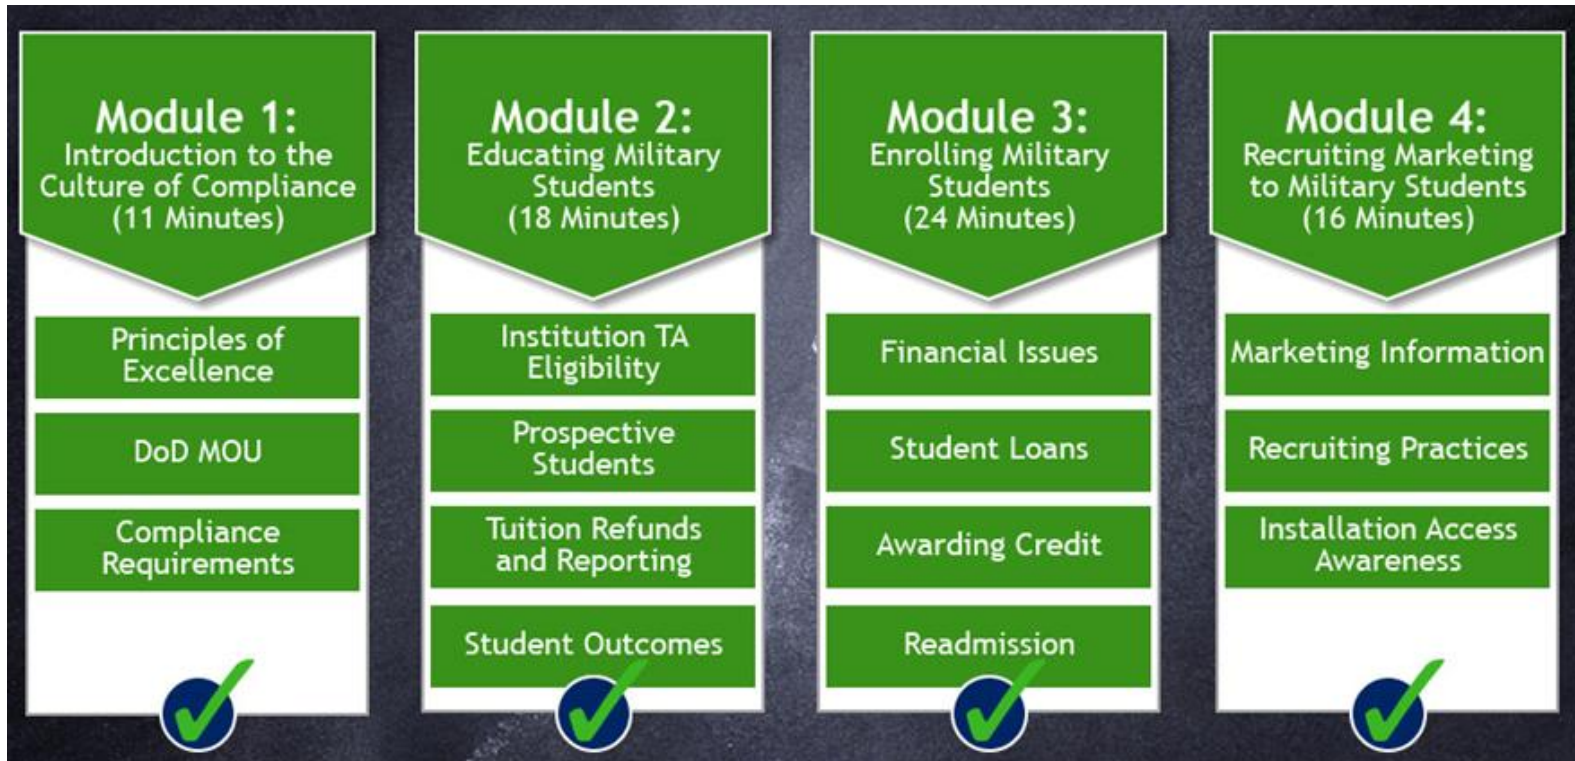 Module 1:
Introduction to the
Culture of Compliance
(11 Minutes)
Principles of
Excellence
DoD MOU
Compliance
Requirements
Module 2:
Educating Military
Students
(18 Minutes)
Institution TA
Eligibility
Prospective
Students
Tuition Refunds
and Reporting
Student Outcomes
Module 3:
Enrolling Military
Students
(24 Minutes)
Financial Issues
Student Loans
Awarding Credit
Readmission
Module 4:
Recruiting Marketing
to Military Students
(16 Minutes)
Marketing Information
Recruiting Practices
Installation Access
Awareness